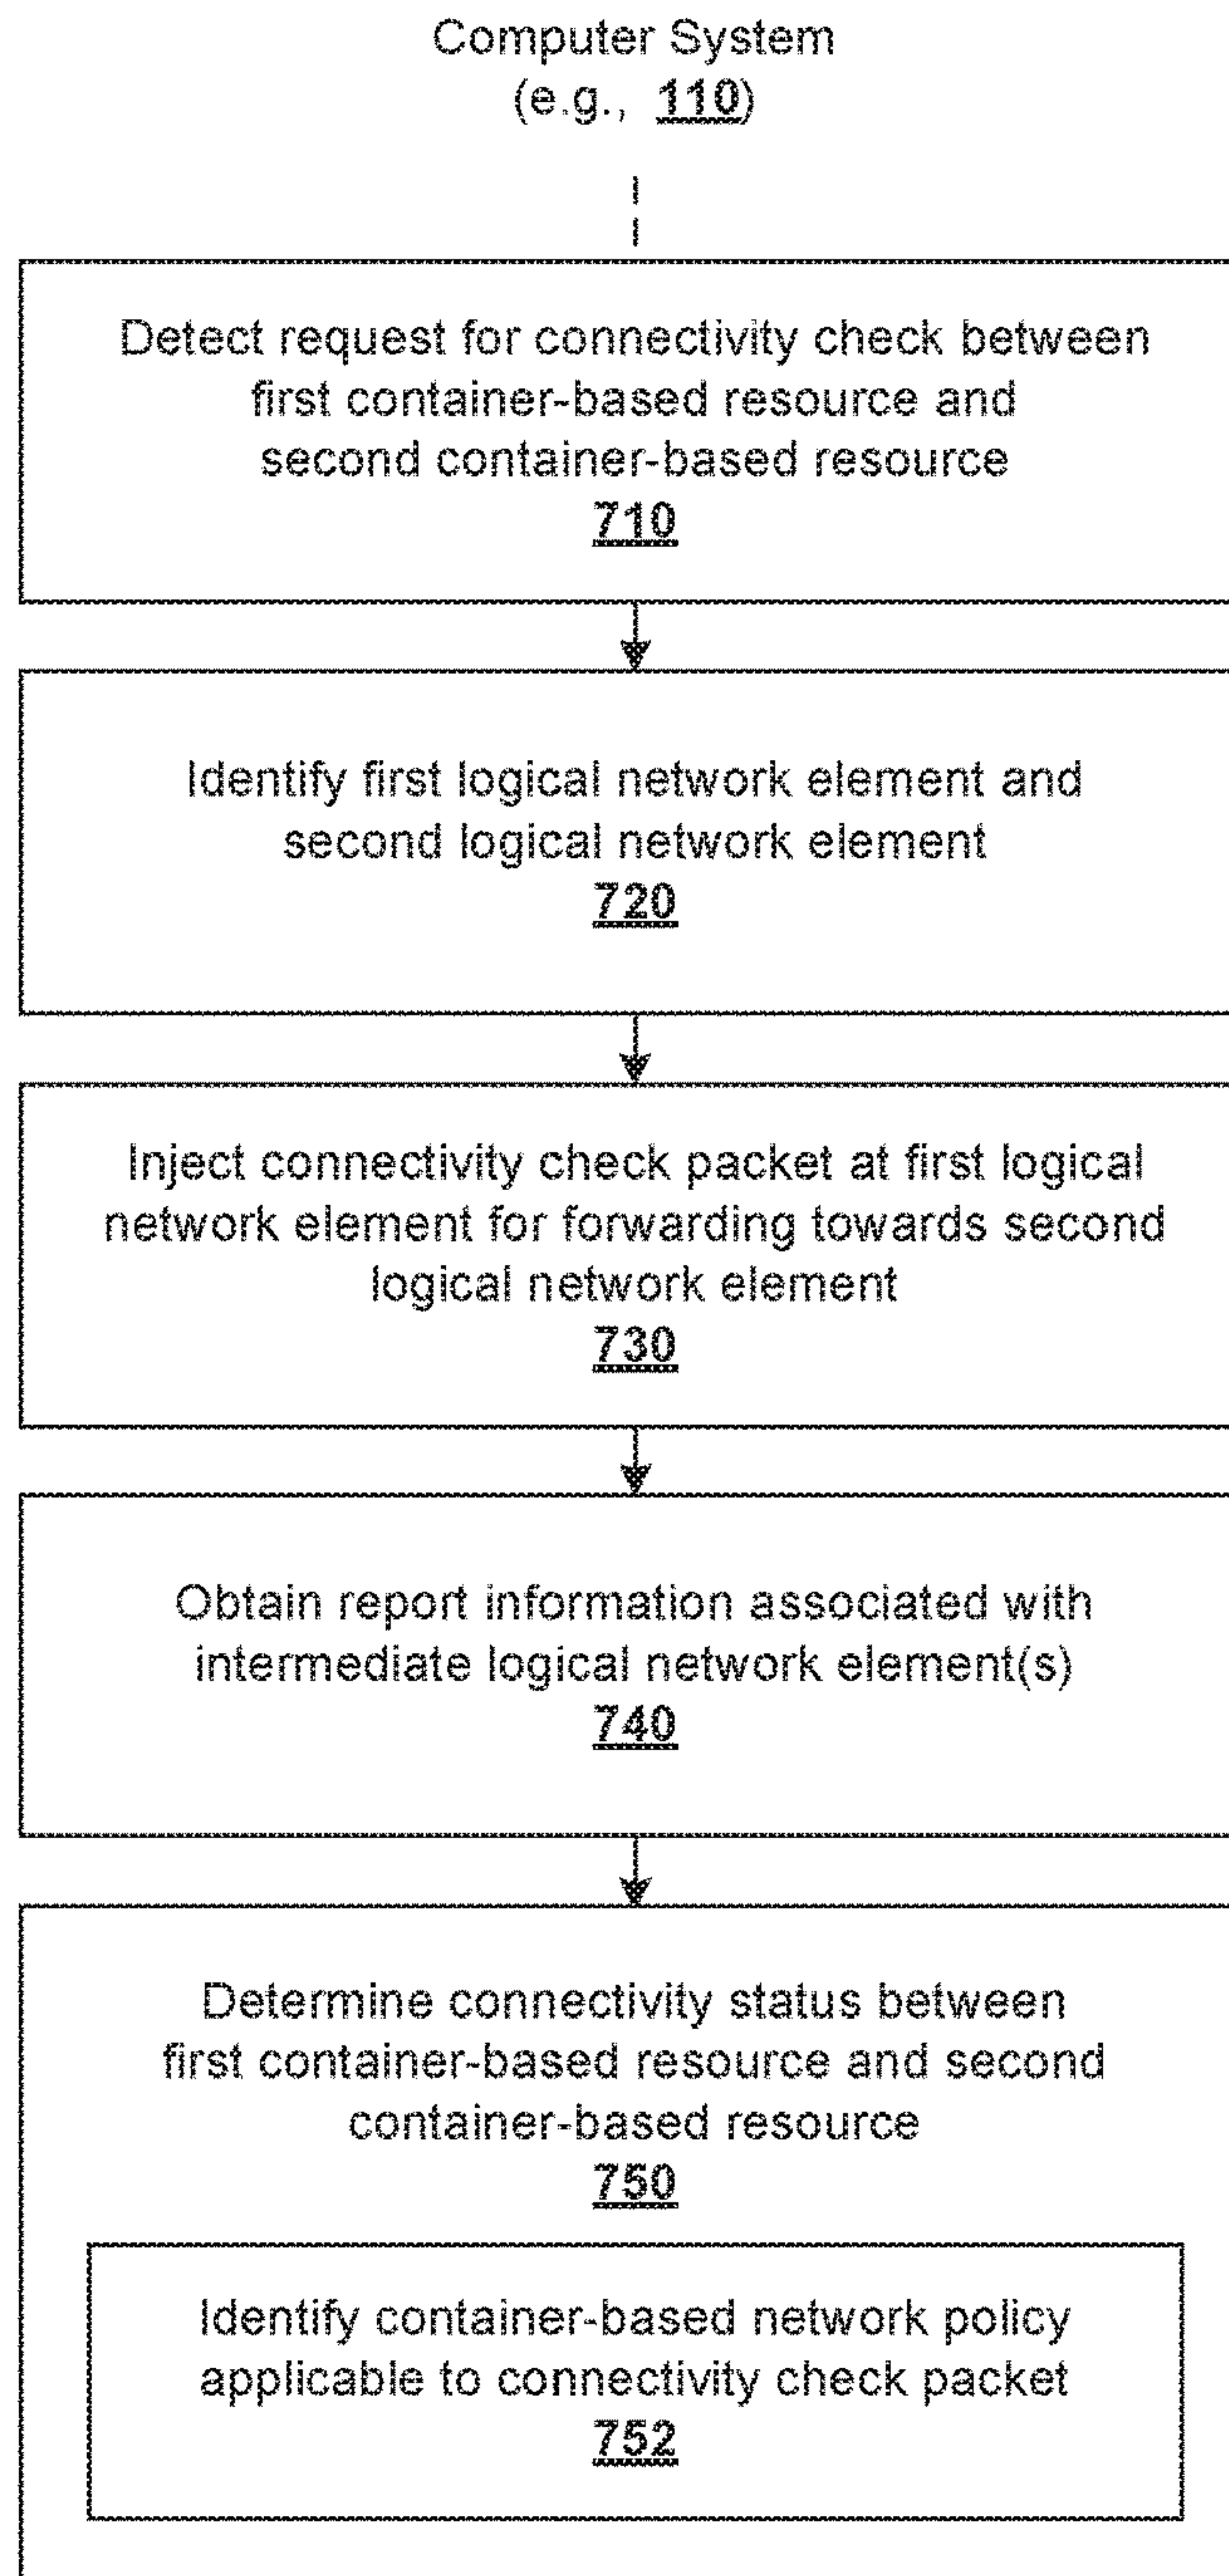 Computer System
(e.g., 110)
Detect request for connectivity check between
first container-based resource and
second container-based resource
710
Identify first logical network element and
second logical network element
720
Inject connectivity check packet at first logical
network element for forwarding towards second
logical network element
730
Obtain report information associated with
intermediate logical network element(s)
740
Determine connectivity status between
first container-based resource and second
container-based resource
750
Identify container-based network policy
applicable to connectivity check packet
752